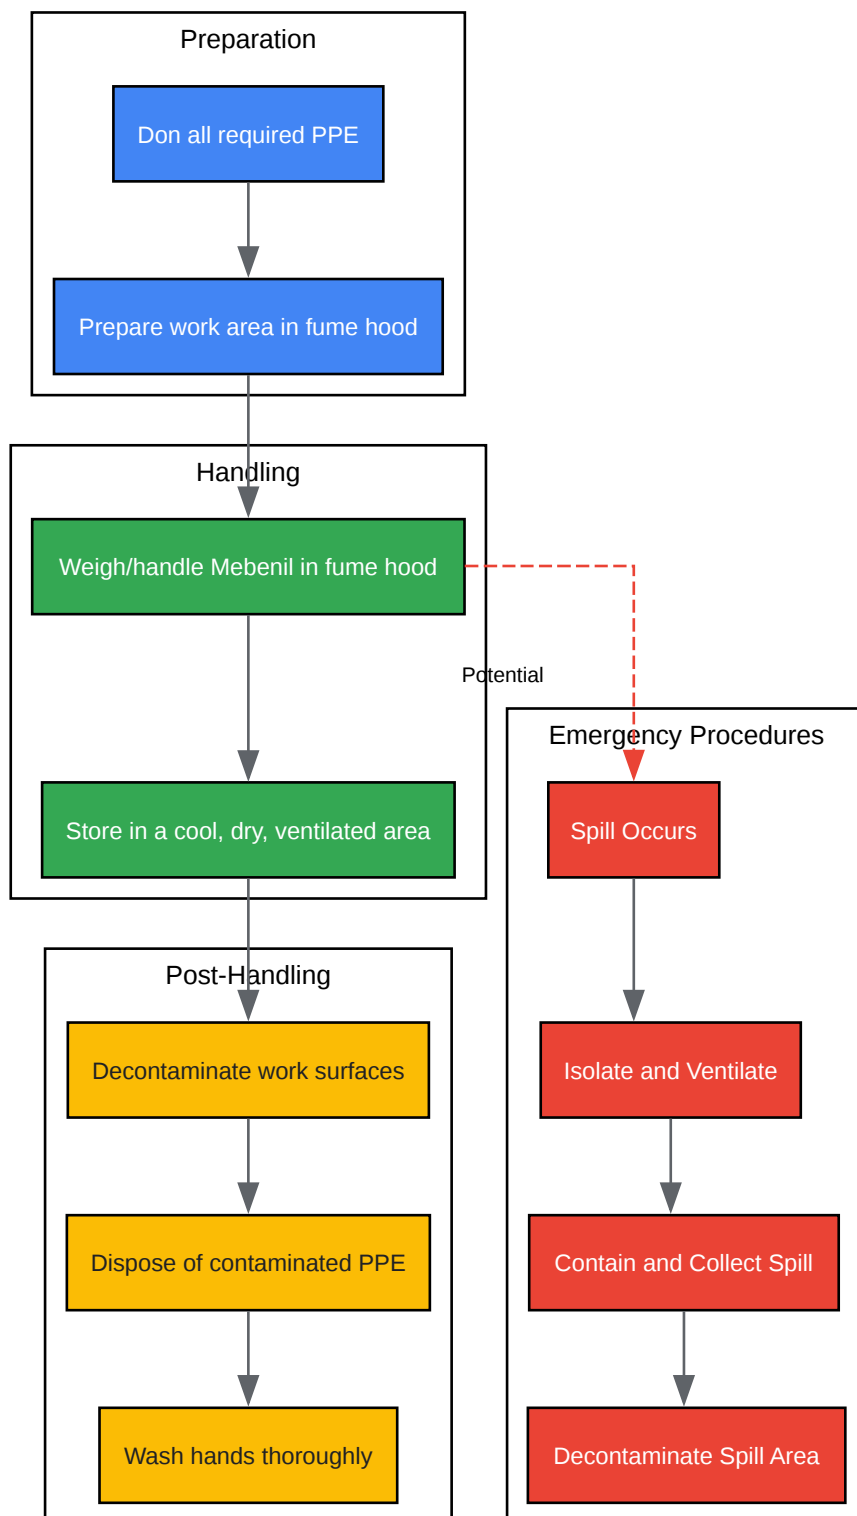 Preparation
Don all required PPE
Prepare work area in fume hood
Handling
Weigh/handle Mebenil in fume hood
Potential
Store in a cool, dry, ventilated area
Emergency Procedures
Spill Occurs
Isolate and Ventilate
Contain and Collect Spill
Decontaminate Spill Area
Post-Handling
Decontaminate work surfaces
Dispose of contaminated PPE
Wash hands thoroughly